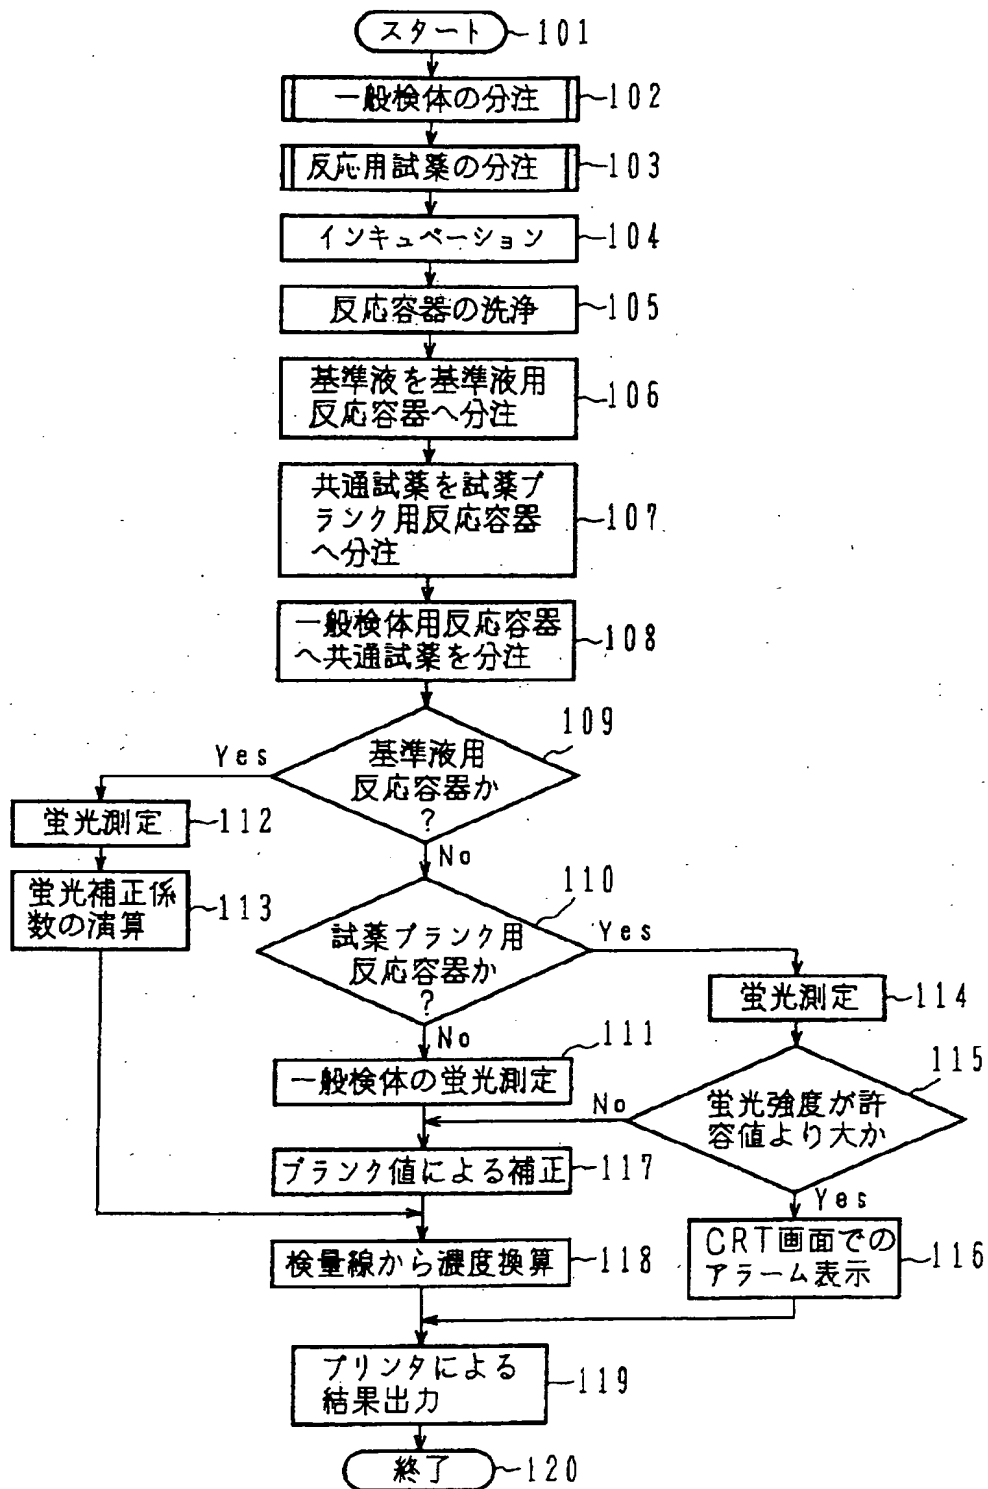 スタート 101
一般検体の分注 102
反応用試薬の分注 103
インキュベーション 104
反応容器の洗浄 105
基準液を基準液用
反応容器へ分注 106
共通試薬を試薬ブ
ランク用反応容器 107
へ分注
一般検体用反応容器
へ共通試薬を分注 108
109
Yes
基準液用
反応容器か
?
蛍光測定 112
No
蛍光補正係
数の演算 113
110
試薬ブランク用
反応容器か
?
Yes
蛍光測定 114
No
111
一般検体の蛍光測定
115
蛍光強度が許
容値より大か
No
ブランク値による補正 117
Yes
CRT画面での
アラーム表示 116
検量線から濃度換算 118
プリンタによる
結果出力 119
終了 120